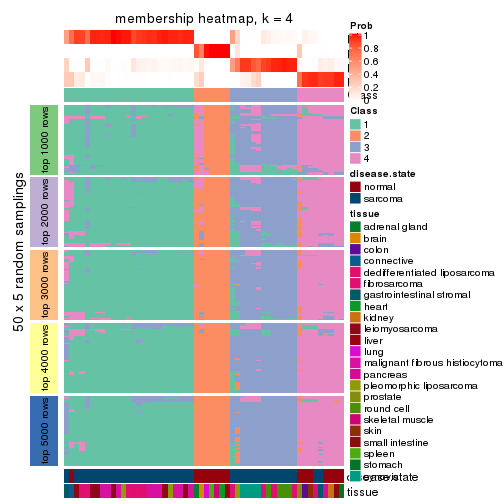 membership heatmap, k = 4
50 x 5 random samplings
top 1000 rows
top 2000 rows
top 3000 rows
top 4000 rows
top 5000 rows
Prob
1
0.8
0.6
0.4
0.2
0
Class
1
2
3
4
disease.state
normal
sarcoma
tissue
adrenal gland
brain
colon
connective
dedifferentiated liposarcoma
fibrosarcoma
gastrointestinal stromal
heart
kidney
leiomyosarcoma
liver
lung
malignant fibrous histiocytoma
pancreas
pleomorphic liposarcoma
prostate
round cell
skeletal muscle
skin
small intestine
spleen
stomach
disease.state
tissue